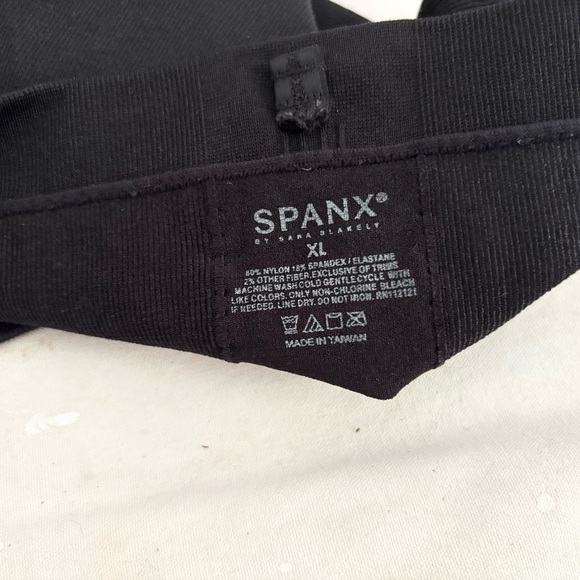 SPANX®
BY SARA BLAKELY
XL
80% NYLON 18% SPANDEX / ELASTANE
2% OTHER FIBER. EXCLUSIVE OF TRIMS
MACHINE WASH COLD GENTLE CYCLE WITH
LIKE COLORS. ONLY NON-CHLORINE BLEACH
IF NEEDED. LINE DRY. DO NOT IRON. RN112121
MADE IN TAIWAN